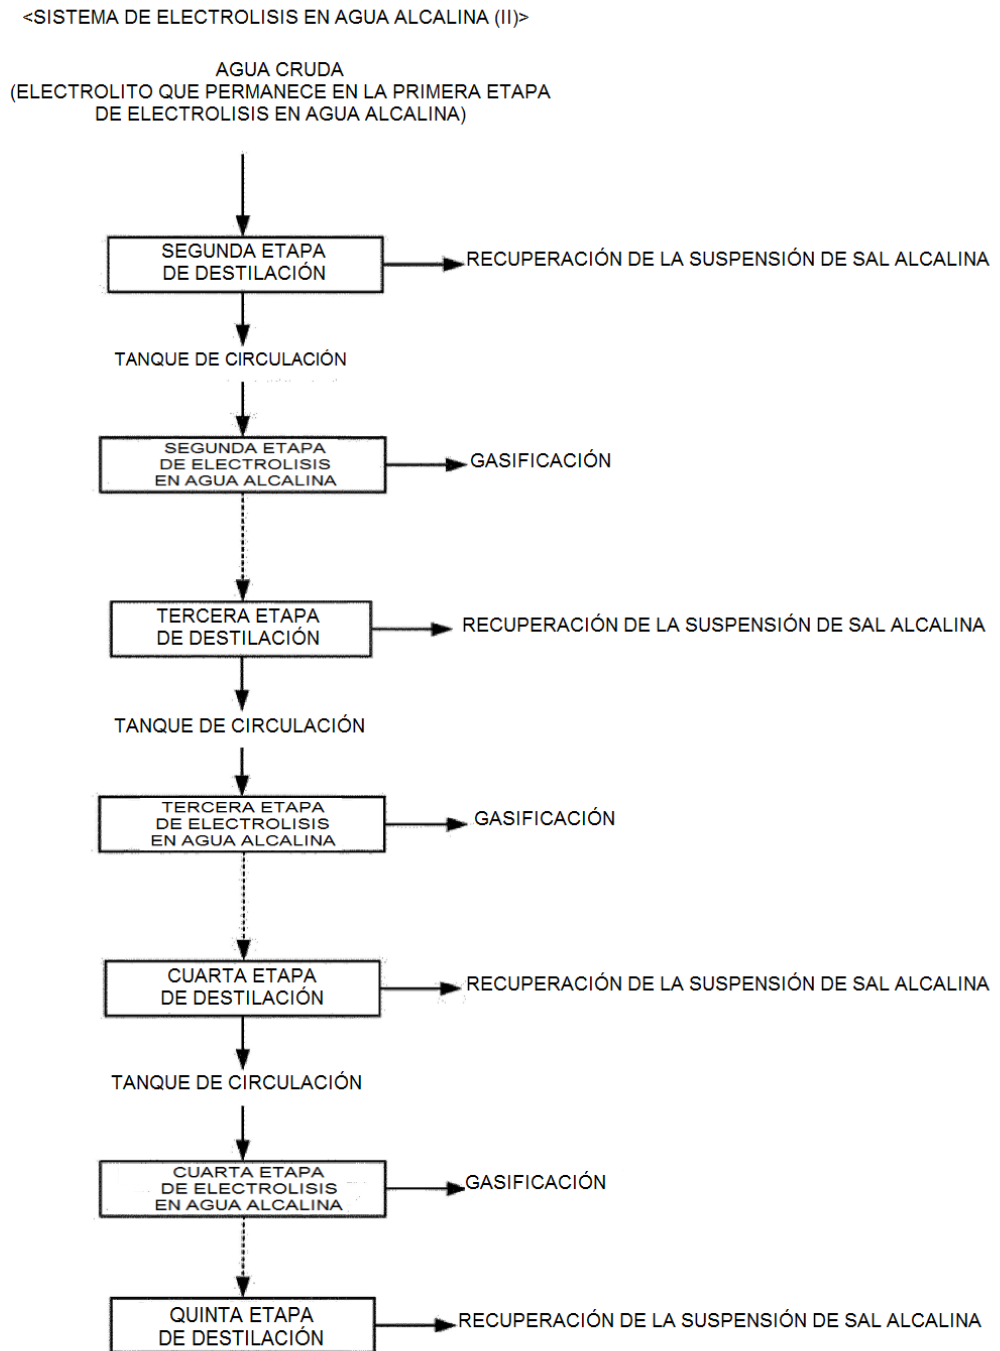 <SISTEMA DE ELECTROLISIS EN AGUA ALCALINA (II)>
AGUA CRUDA
(ELECTROLITO QUE PERMANECE EN LA PRIMERA ETAPA
DE ELECTROLISIS EN AGUA ALCALINA)
SEGUNDA ETAPA
DE DESTILACIÓN
RECUPERACIÓN DE LA SUSPENSIÓN DE SAL ALCALINA
TANQUE DE CIRCULACIÓN
SEGUNDA ETAPA
DE ELECTROLISIS
EN AGUA ALCALINA
GASIFICACIÓN
TERCERA ETAPA
DE DESTILACIÓN
RECUPERACIÓN DE LA SUSPENSIÓN DE SAL ALCALINA
TANQUE DE CIRCULACIÓN
TERCERA ETAPA
DE ELECTROLISIS
EN AGUA ALCALINA
GASIFICACIÓN
CUARTA ETAPA
DE DESTILACIÓN
RECUPERACIÓN DE LA SUSPENSIÓN DE SAL ALCALINA
TANQUE DE CIRCULACIÓN
CUARTA ETAPA
DE ELECTROLISIS
EN AGUA ALCALINA
GASIFICACIÓN
QUINTA ETAPA
DE DESTILACIÓN
RECUPERACIÓN DE LA SUSPENSIÓN DE SAL ALCALINA